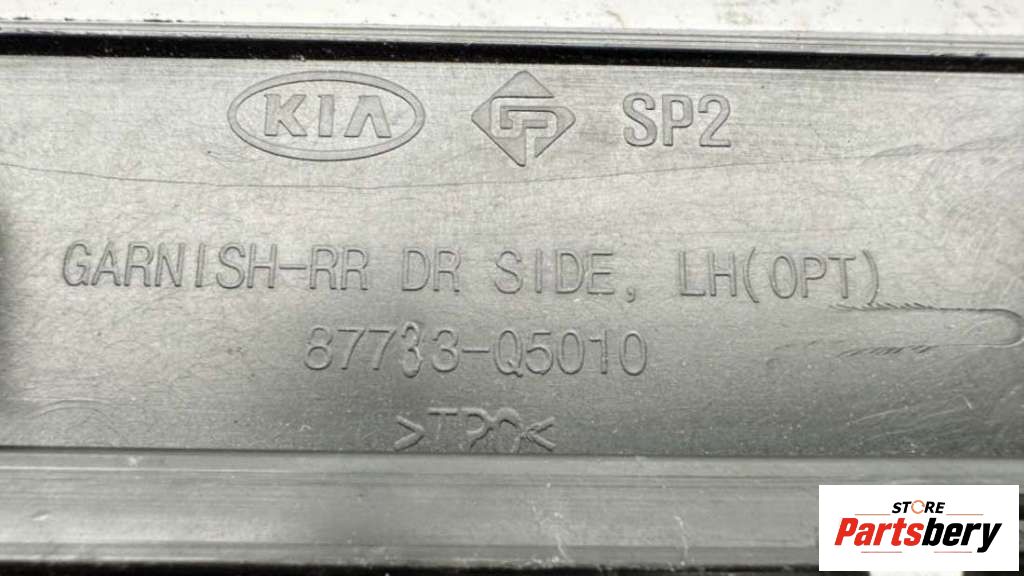 KIA SP2
GARNISH-RR DR SIDE, LH(OPT)
87733-Q5010
>TPO<
STORE
Partsbery